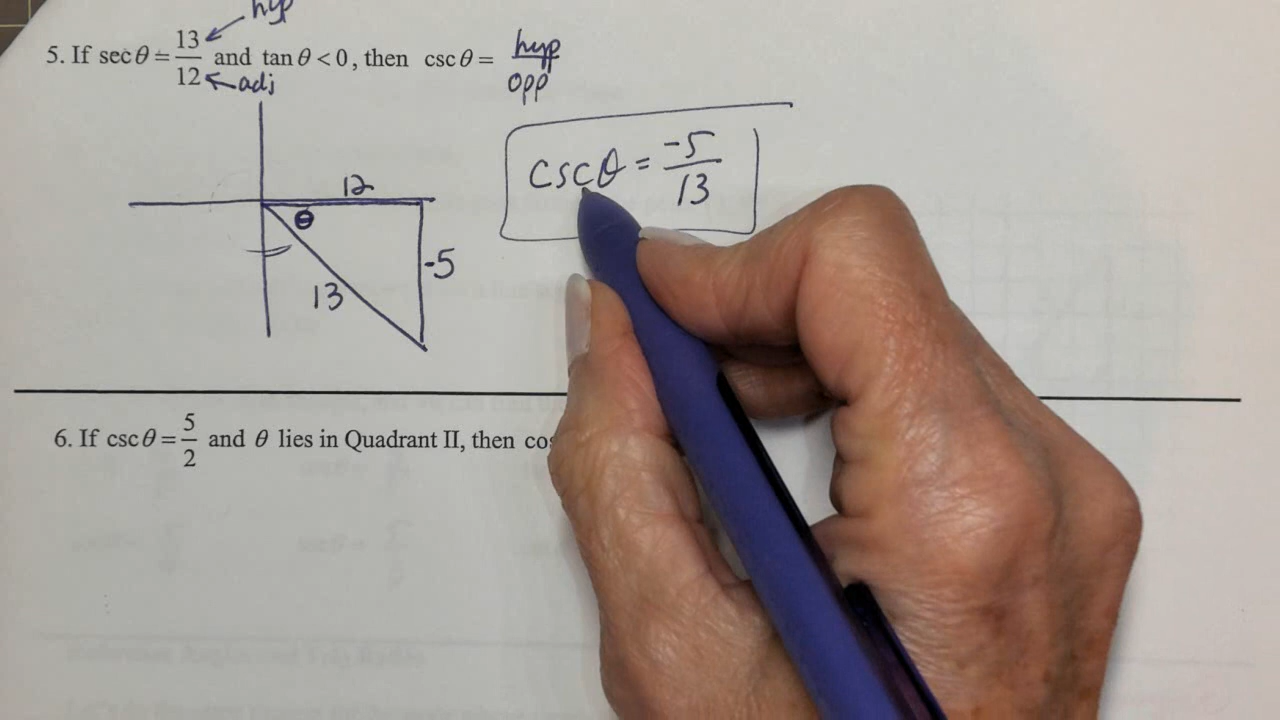 hyp
5. If sec θ = 13/12 and tan θ < 0, then csc θ = hyp/opp
adj
csc θ = -5/13
12
θ
-5
13
6. If csc θ = 5/2 and θ lies in Quadrant II, then cos